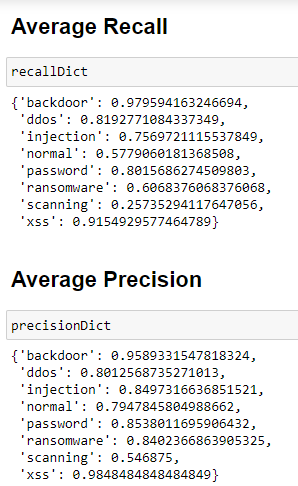 Average Recall
recallDict
{'backdoor': 0.979594163246694,
'ddos': 0.8192771084337349,
'injection': 0.7569721115537849,
'normal': 0.5779060181368508,
'password': 0.8015686274509803,
'ransomware': 0.6068376068376068,
'scanning': 0.25735294117647056,
'xss': 0.9154929577464789}
Average Precision
precisionDict
{'backdoor': 0.9589331547818324,
'ddos': 0.8012568735271013,
'injection': 0.8497316636851521,
'normal': 0.7947845804988662,
'password': 0.8538011695906432,
'ransomware': 0.8402366863905325,
'scanning': 0.546875,
'xss': 0.9848484848484849}